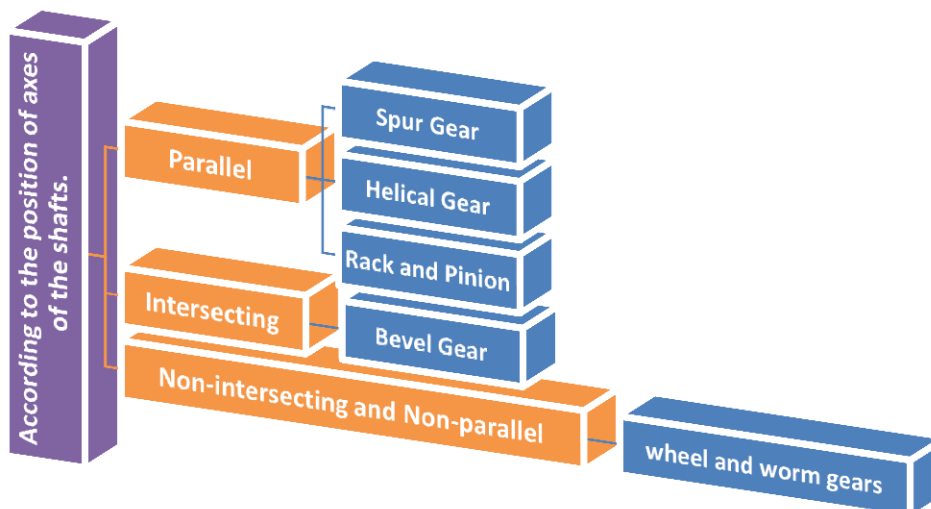 According to the position of axes
of the shafts.
Parallel
Spur Gear
Helical Gear
Rack and Pinion
Intersecting
Bevel Gear
Non-intersecting and Non-parallel
wheel and worm gears